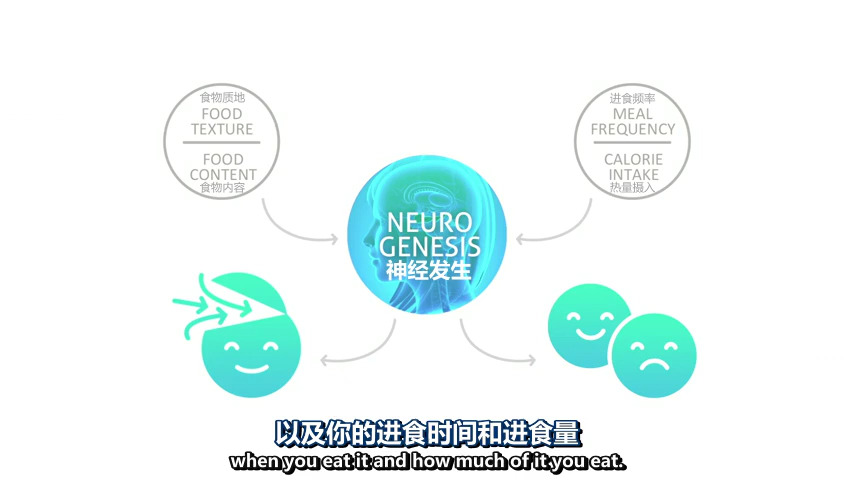 食物质地
FOOD
TEXTURE
FOOD
CONTENT
食物内容
进食频率
MEAL
FREQUENCY
CALORIE
INTAKE
热量摄入
NEURO
GENESIS
神经发生
以及你的进食时间和进食量
when you eat it and how much of it you eat.